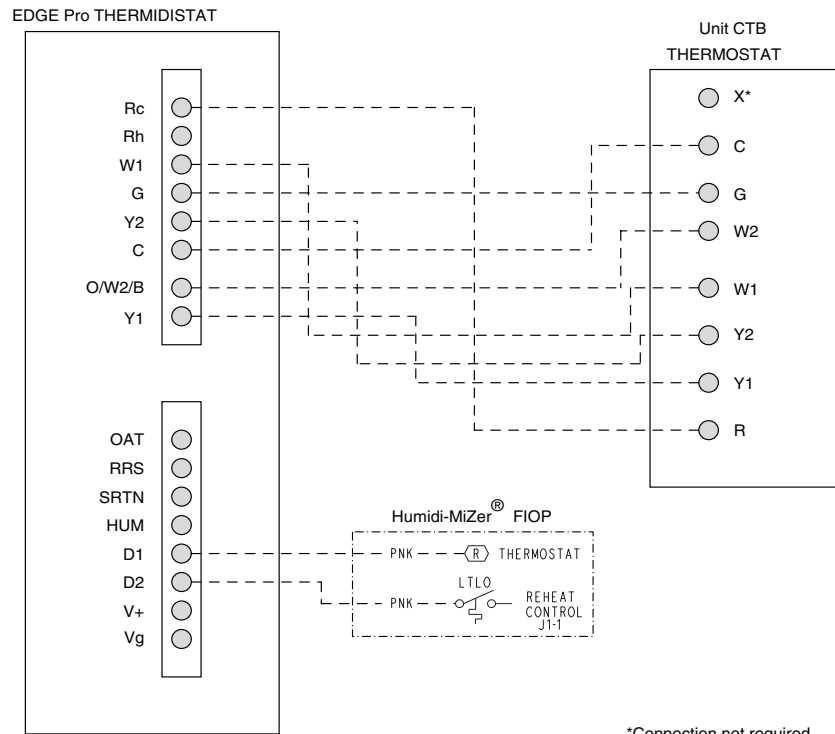 EDGE Pro THERMIDISTAT
Rc
Rh
W1
G
Y2
C
O/W2/B
Y1
OAT
RRS
SRTN
HUM
D1
D2
V+
Vg
Unit CTB
THERMOSTAT
X*
C
G
W2
W1
Y2
Y1
R
Humidi-MiZer® FIOP
PNK R THERMOSTAT
LTLO
PNK REHEAT
CONTROL
J1-1
*Connection not required.